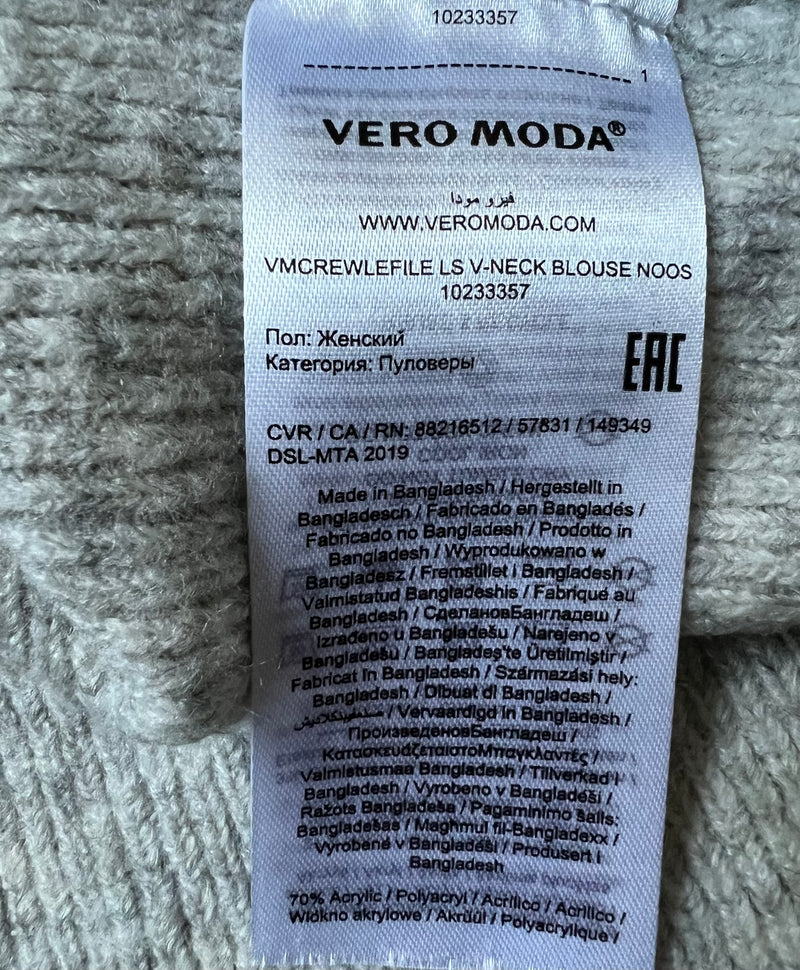 10233357
1
VERO MODA®
فيرو مودا
WWW.VEROMODA.COM
VMCREWLEFILE LS V-NECK BLOUSE NOOS
10233357
Пол: Женский
Категория: Пуловеры
EAC
CVR / CA / RN: 88216512 / 57831 / 149349
DSL-MTA 2019
Made in Bangladesh / Hergestellt in
Bangladesch / Fabricado en Bangladés /
Fabricado no Bangladesh / Prodotto in
Bangladesh / Wyprodukowano w
Bangladesz / Fremstillet i Bangladesh /
Valmistatud Bangladeshis / Fabriqué au
Bangladesh / СделановБангладеш /
Izrađeno u Bangladešu / Narejeno v
Bangladešu / Bangladeş'te Üretilmiştir /
Fabricat în Bangladesh / Származási hely:
Bangladesh / Dibuat di Bangladesh /
/ Vervaardigd in Bangladesh /
ПроизведеновБангладеш /
ΚατασκευάζεταιστοΜπαγκλαντές /
Valmistusmaa Bangladesh / Tillverkad i
Bangladesh / Vyrobeno v Bangladéši /
Ražots Bangladeša / Pagaminimo šalis:
Bangladešas / Magħmul fil-Bangladexx /
Vyrobené v Bangladéši / Produsert i
Bangladesh
70% Acrylic / Polyacryl / Acrílico / Acrilico /
Włókno akrylowe / Akrüül / Polyacrylique /